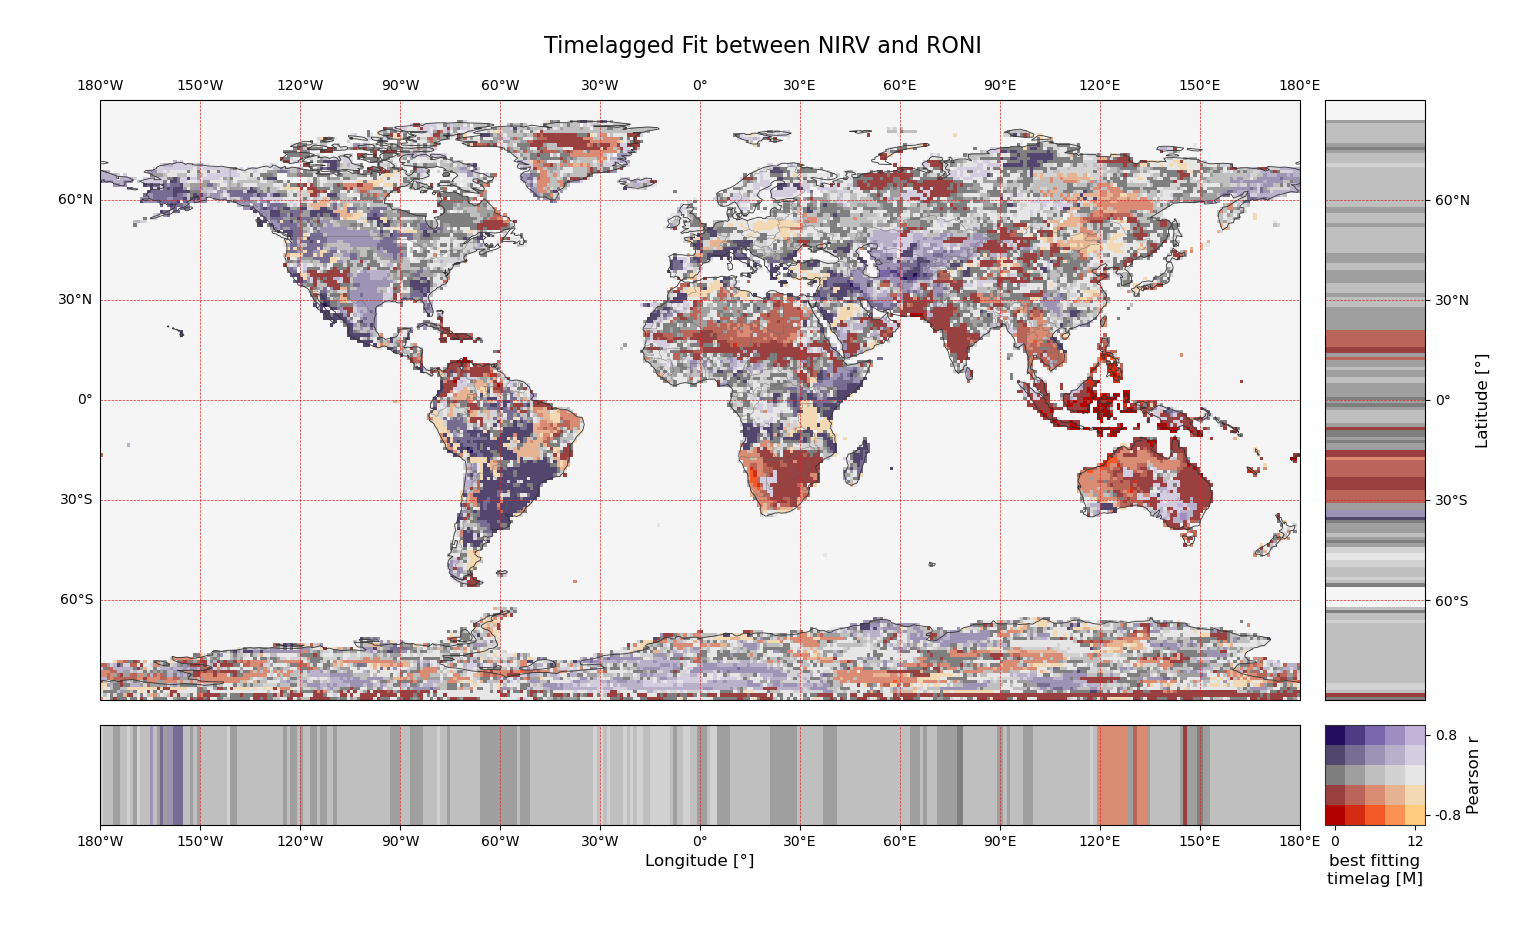 Timelagged Fit between NIRV and RONI
180°W 150°W 120°W 90°W 60°W 30°W 0° 30°E 60°E 90°E 120°E 150°E 180°E
60°N 60°N
30°N 30°N
0° 0°
Latitude [°]
30°S 30°S
60°S 60°S
0.8
Pearson r
-0.8
180°W 150°W 120°W 90°W 60°W 30°W 0° 30°E 60°E 90°E 120°E 150°E 180°E 0 12
Longitude [°]
best fitting
timelag [M]